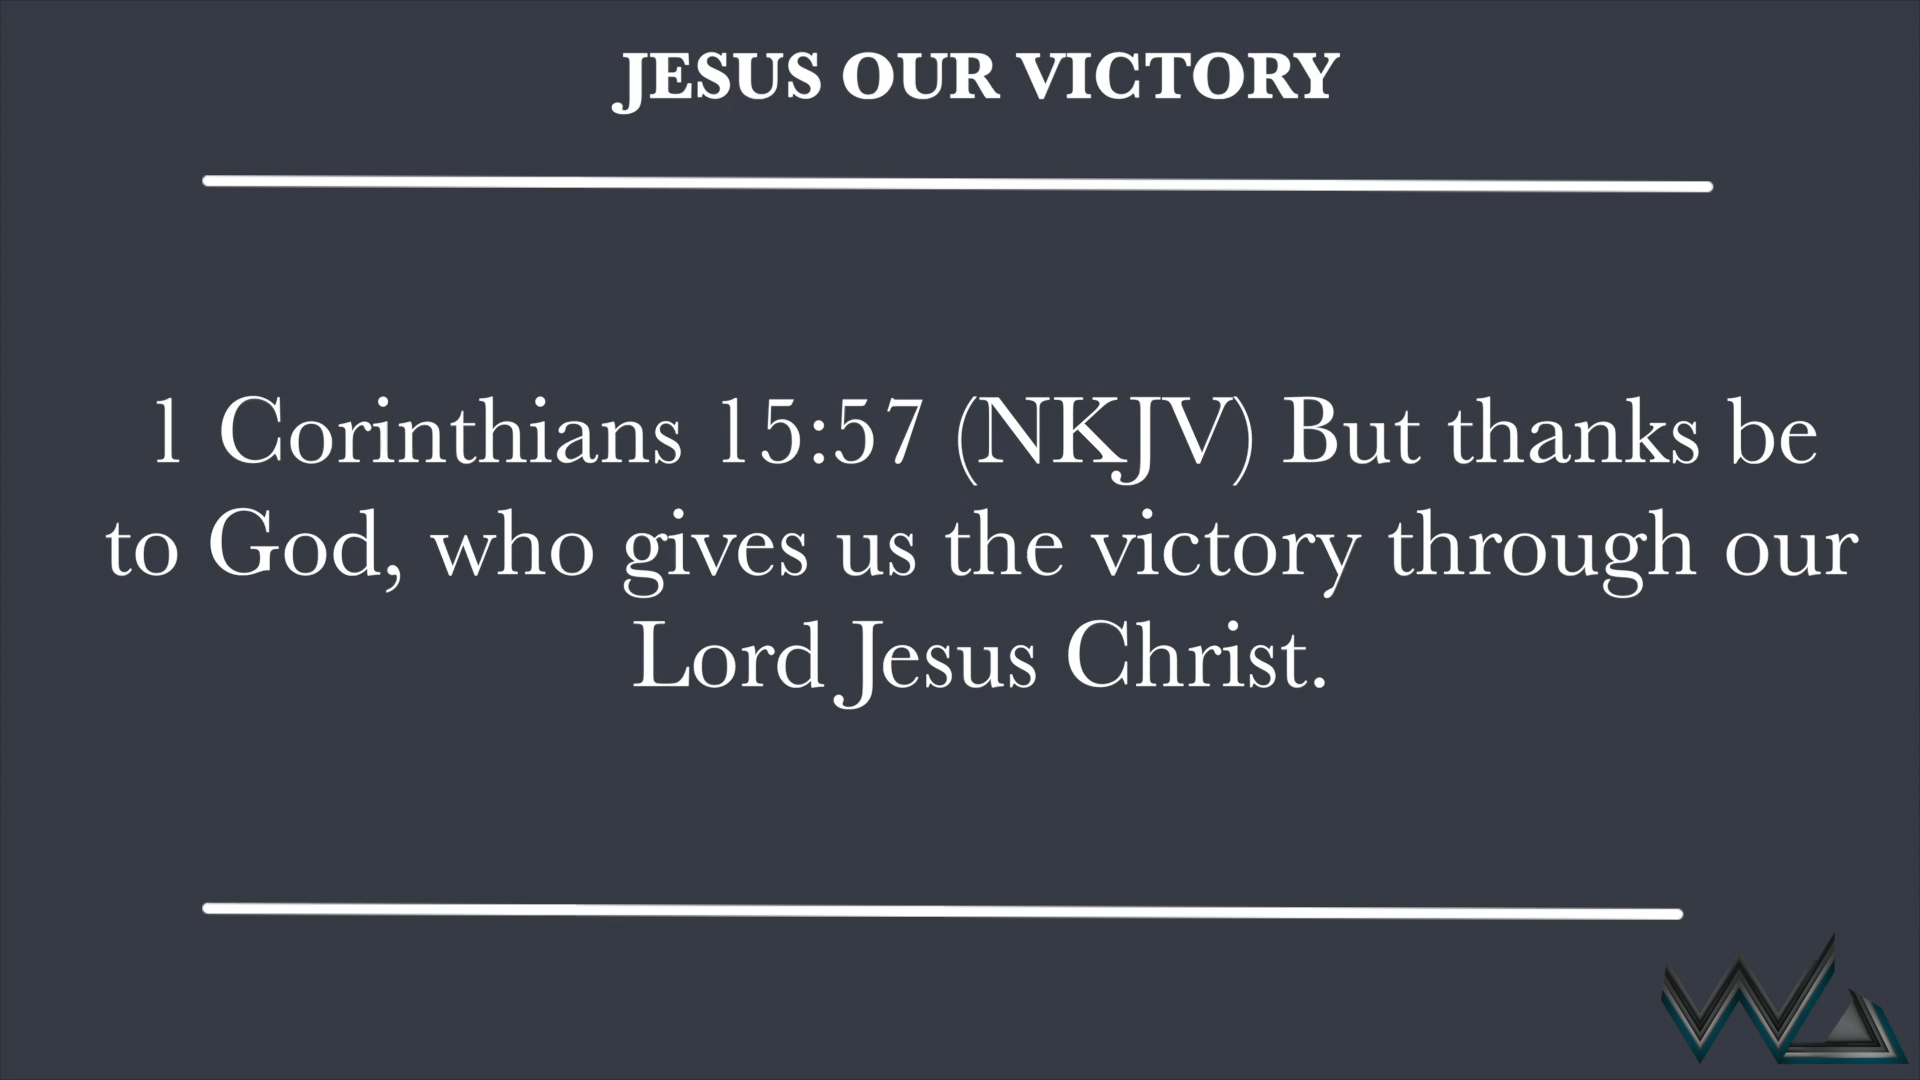 JESUS OUR VICTORY
1 Corinthians 15:57 (NKJV) But thanks be
to God, who gives us the victory through our
Lord Jesus Christ.